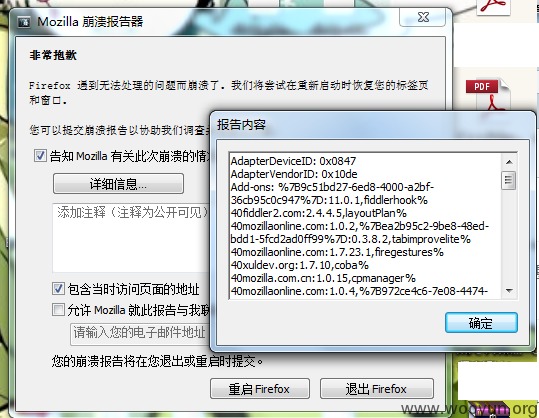 Mozilla 崩溃报告器
非常抱歉
Firefox 遇到无法处理的问题而崩溃了。我们将尝试在重新启动时恢复您的标签页
和窗口。
您可以提交崩溃报告以协助我们调查
告知 Mozilla 有关此次崩溃的情
详细信息...
添加注释（注释为公开可见）
包含当时访问页面的地址
允许 Mozilla 就此报告与我联
请输入您的电子邮件地址
您的崩溃报告将在您退出或重启时提交。
重启 Firefox
退出 Firefox
报告内容
AdapterDeviceID: 0x0847
AdapterVendorID: 0x10de
Add-ons: %7B9c51bd27-6ed8-4000-a2bf-
36cb95c0c947%7D:11.0.1,fiddlerhook%
40fiddler2.com:2.4.4.5,layoutPlan%
40mozillaonline.com:1.0.2,%7Bea2b95c2-9be8-48ed-
bdd1-5fcd2ad0ff99%7D:0.3.8.2,tabimprovelite%
40mozillaonline.com:1.7.23.1,firegestures%
40xuldev.org:1.7.10,coba%
40mozilla.com.cn:1.0.15,cpmanager%
40mozillaonline.com:1.0.4,%7B972ce4c6-7e08-4474-
确定
PDF
www.wooyun.org